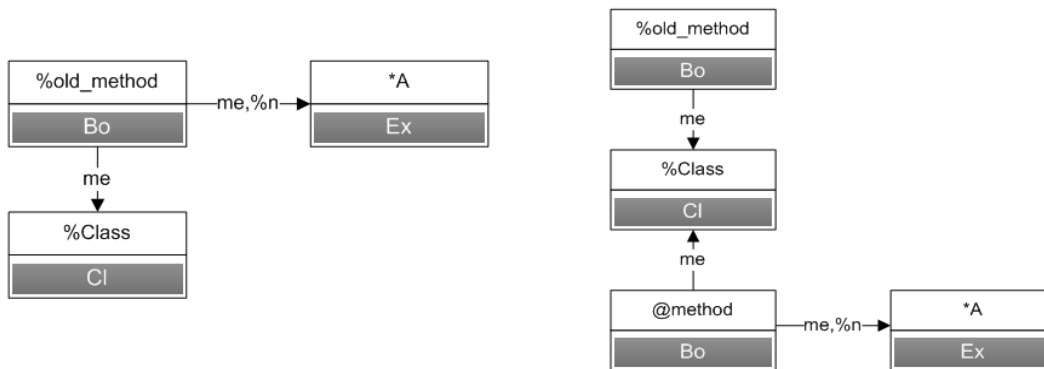 %old_method
Bo
me,%n
*A
Ex
me
%Class
Cl
%old_method
Bo
me
%Class
Cl
me
@method
Bo
me,%n
*A
Ex